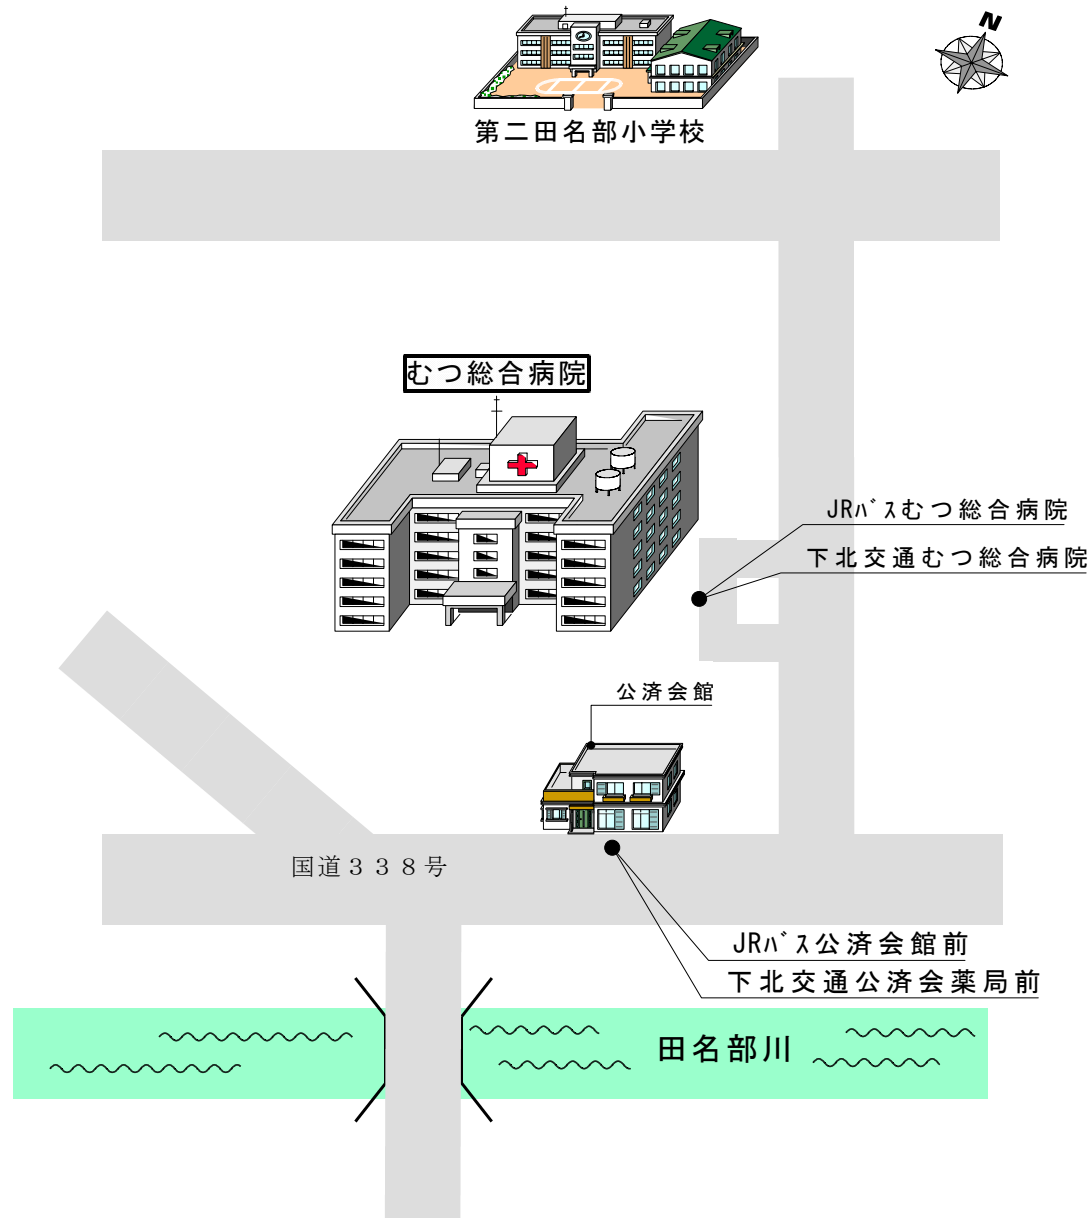 N
第二田名部小学校
むつ総合病院
JRﾊﾞｽむつ総合病院
下北交通むつ総合病院
公済会館
国道３３８号
JRﾊﾞｽ公済会館前
下北交通公済会薬局前
田名部川